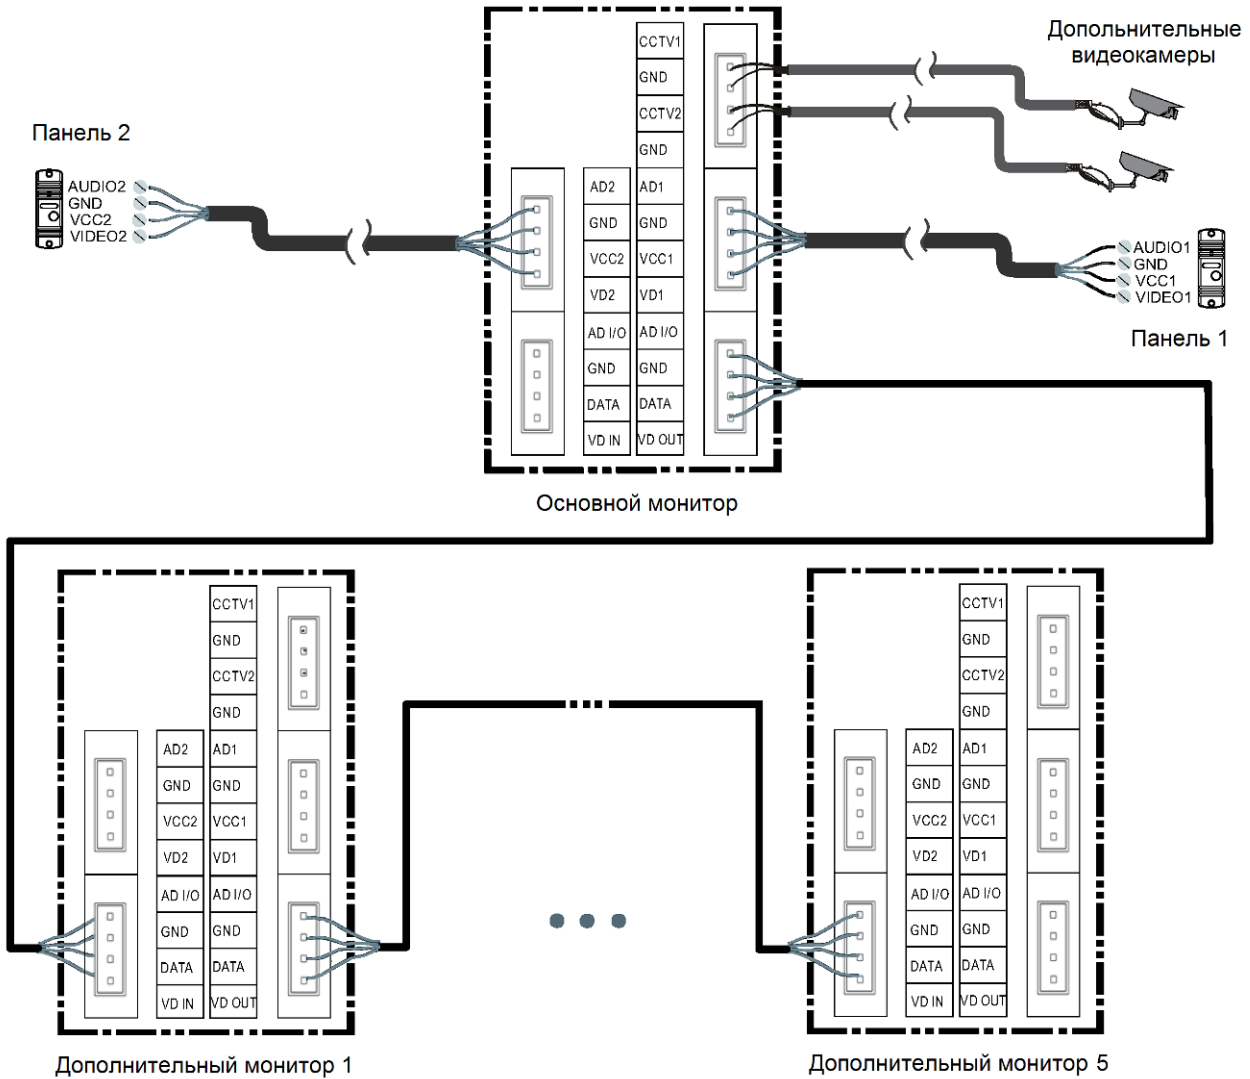 Допольнительные
видеокамеры
CCTV1
GND
CCTV2
GND
Панель 2
AUDIO2
GND
VCC2
VIDEO2
AD2 AD1
GND GND
VCC2 VCC1
VD2 VD1
AD I/O AD I/O
GND GND
DATA DATA
VD IN VD OUT
AUDIO1
GND
VCC1
VIDEO1
Панель 1
Основной монитор
CCTV1
GND
CCTV2
GND
AD2 AD1
GND GND
VCC2 VCC1
VD2 VD1
AD I/O AD I/O
GND GND
DATA DATA
VD IN VD OUT
Дополнительный монитор 1
CCTV1
GND
CCTV2
GND
AD2 AD1
GND GND
VCC2 VCC1
VD2 VD1
AD I/O AD I/O
GND GND
DATA DATA
VD IN VD OUT
Дополнительный монитор 5